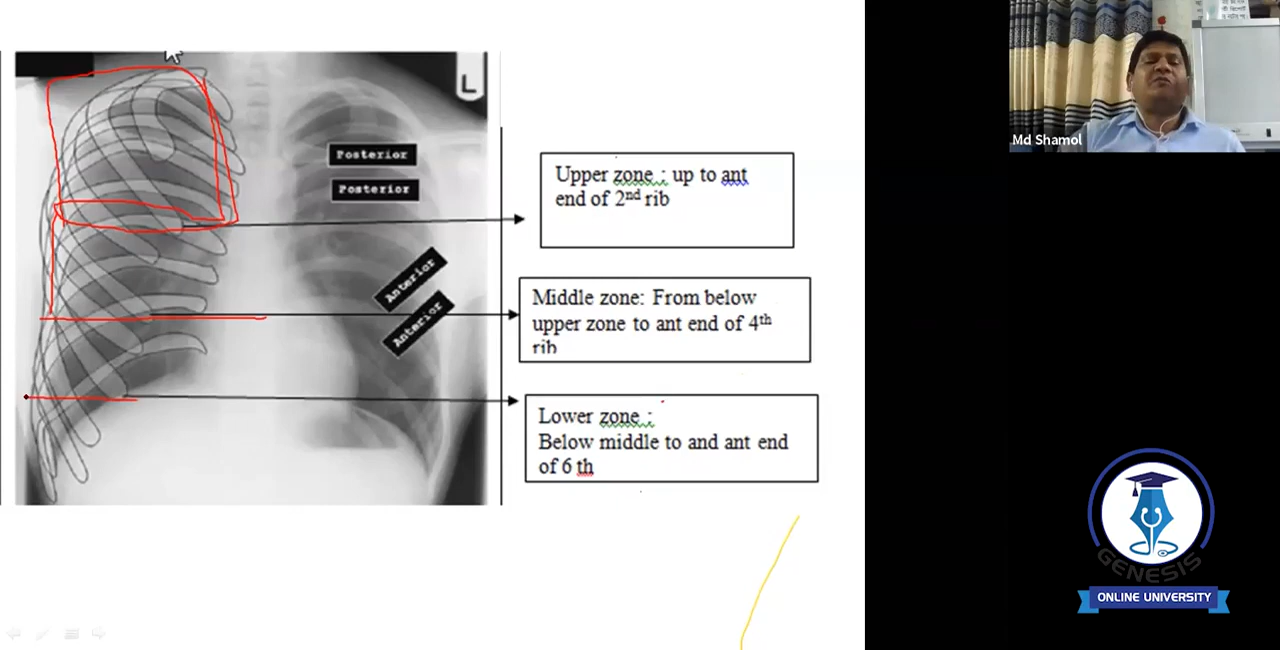 L
Posterior
Posterior
Anterior
Anterior
Upper zone : up to ant
end of 2nd rib
Middle zone: From below
upper zone to ant end of 4th
rib
Lower zone :
Below middle to and ant end
of 6 th
Md Shamol
GENESIS
ONLINE UNIVERSITY